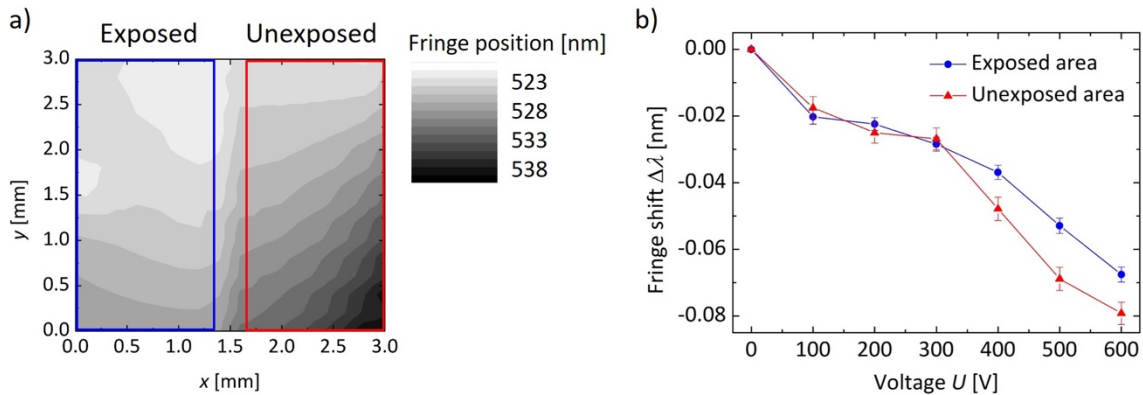 a)
Exposed
Unexposed
Fringe position [nm]
523
528
533
538
3.0
2.5
2.0
1.5
1.0
0.5
0.0
y [mm]
0.0 0.5 1.0 1.5 2.0 2.5 3.0
x [mm]
b)
0.00
-0.02
-0.04
-0.06
-0.08
Fringe shift Δλ [nm]
Exposed area
Unexposed area
0 100 200 300 400 500 600
Voltage U [V]